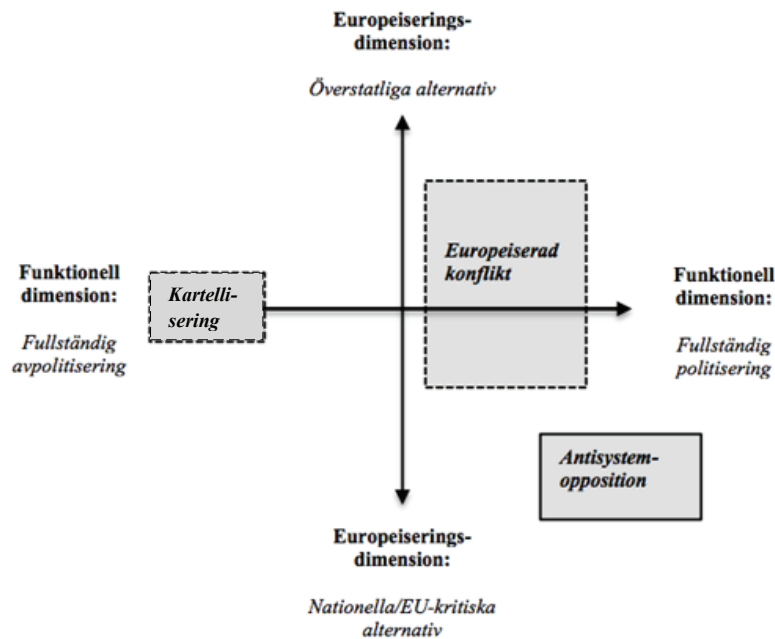 Europeiserings-
dimension:
Överstatliga alternativ
Europeiserad
konflikt
Funktionell
dimension:
Fullständig
avpolitisering
Kartelli-
sering
Funktionell
dimension:
Fullständig
politisering
Antisystem-
opposition
Europeiserings-
dimension:
Nationella/EU-kritiska
alternativ